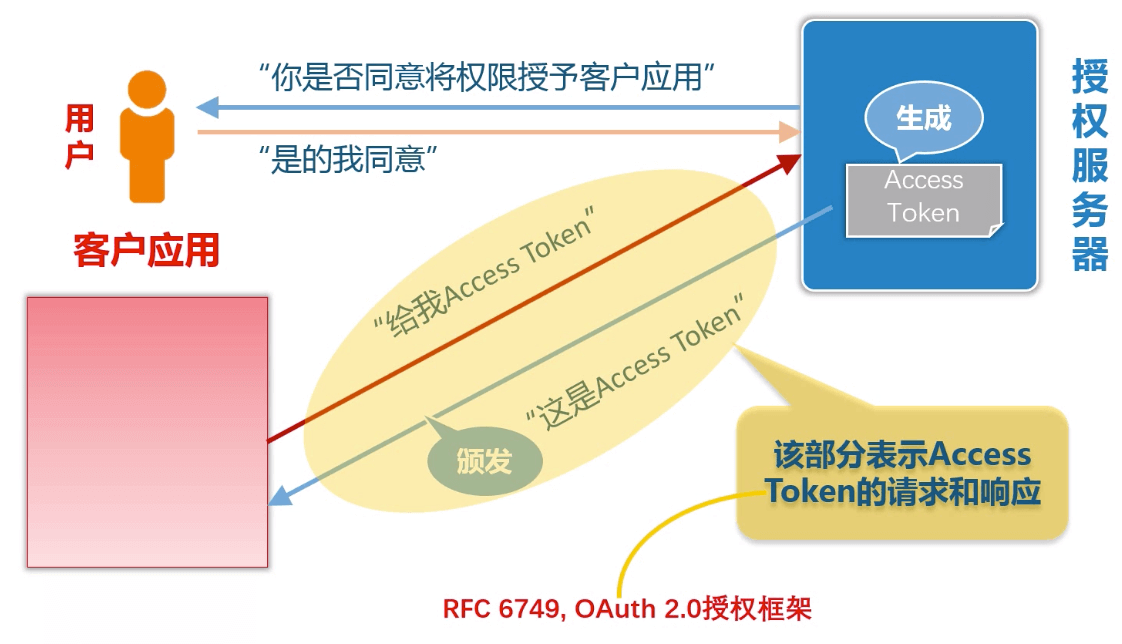 “你是否同意将权限授予客户应用”
用户
“是的我同意”
授权服务器
生成
Access
Token
客户应用
“给我Access Token”
“这是Access Token”
颁发
该部分表示Access
Token的请求和响应
RFC 6749, OAuth 2.0授权框架